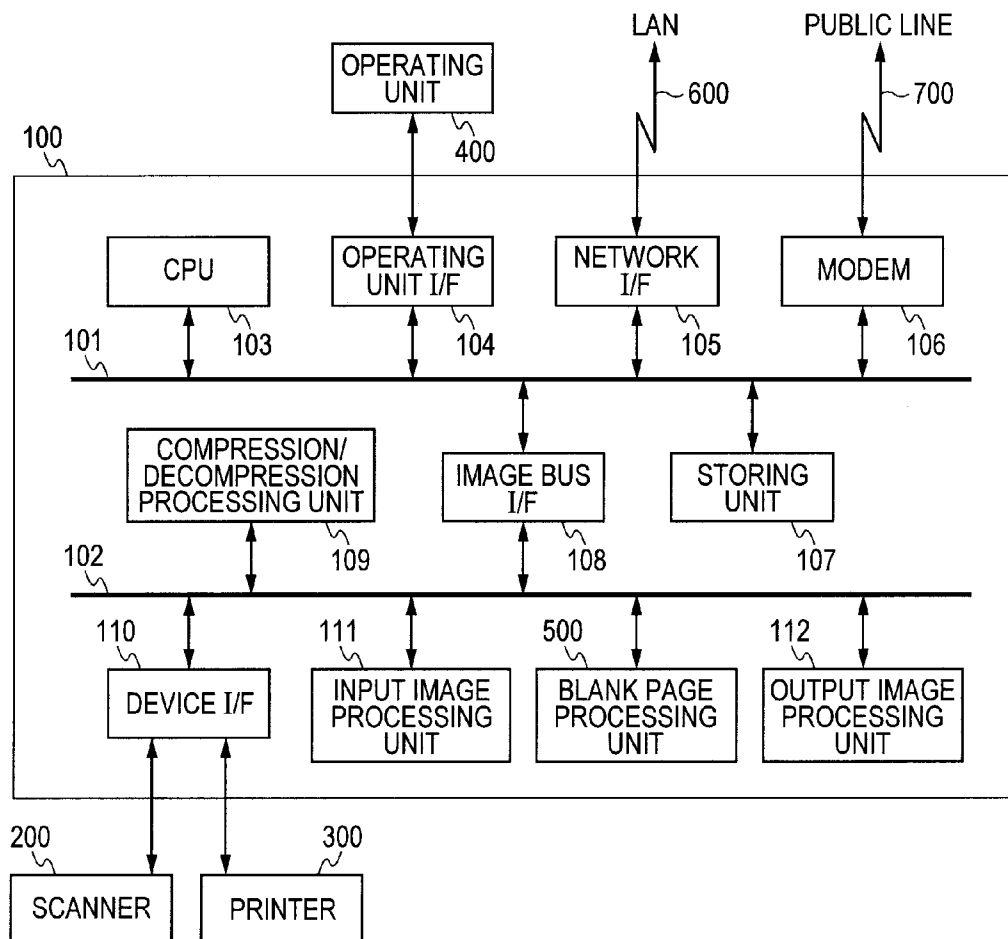 LAN
PUBLIC LINE
OPERATING
UNIT
600
700
400
100
CPU
OPERATING
UNIT I/F
NETWORK
I/F
MODEM
103
104
105
106
101
COMPRESSION/
DECOMPRESSION
PROCESSING UNIT
IMAGE BUS
I/F
STORING
UNIT
109
108
107
102
110
111
500
112
DEVICE I/F
INPUT IMAGE
PROCESSING
UNIT
BLANK PAGE
PROCESSING
UNIT
OUTPUT IMAGE
PROCESSING
UNIT
200
300
SCANNER
PRINTER